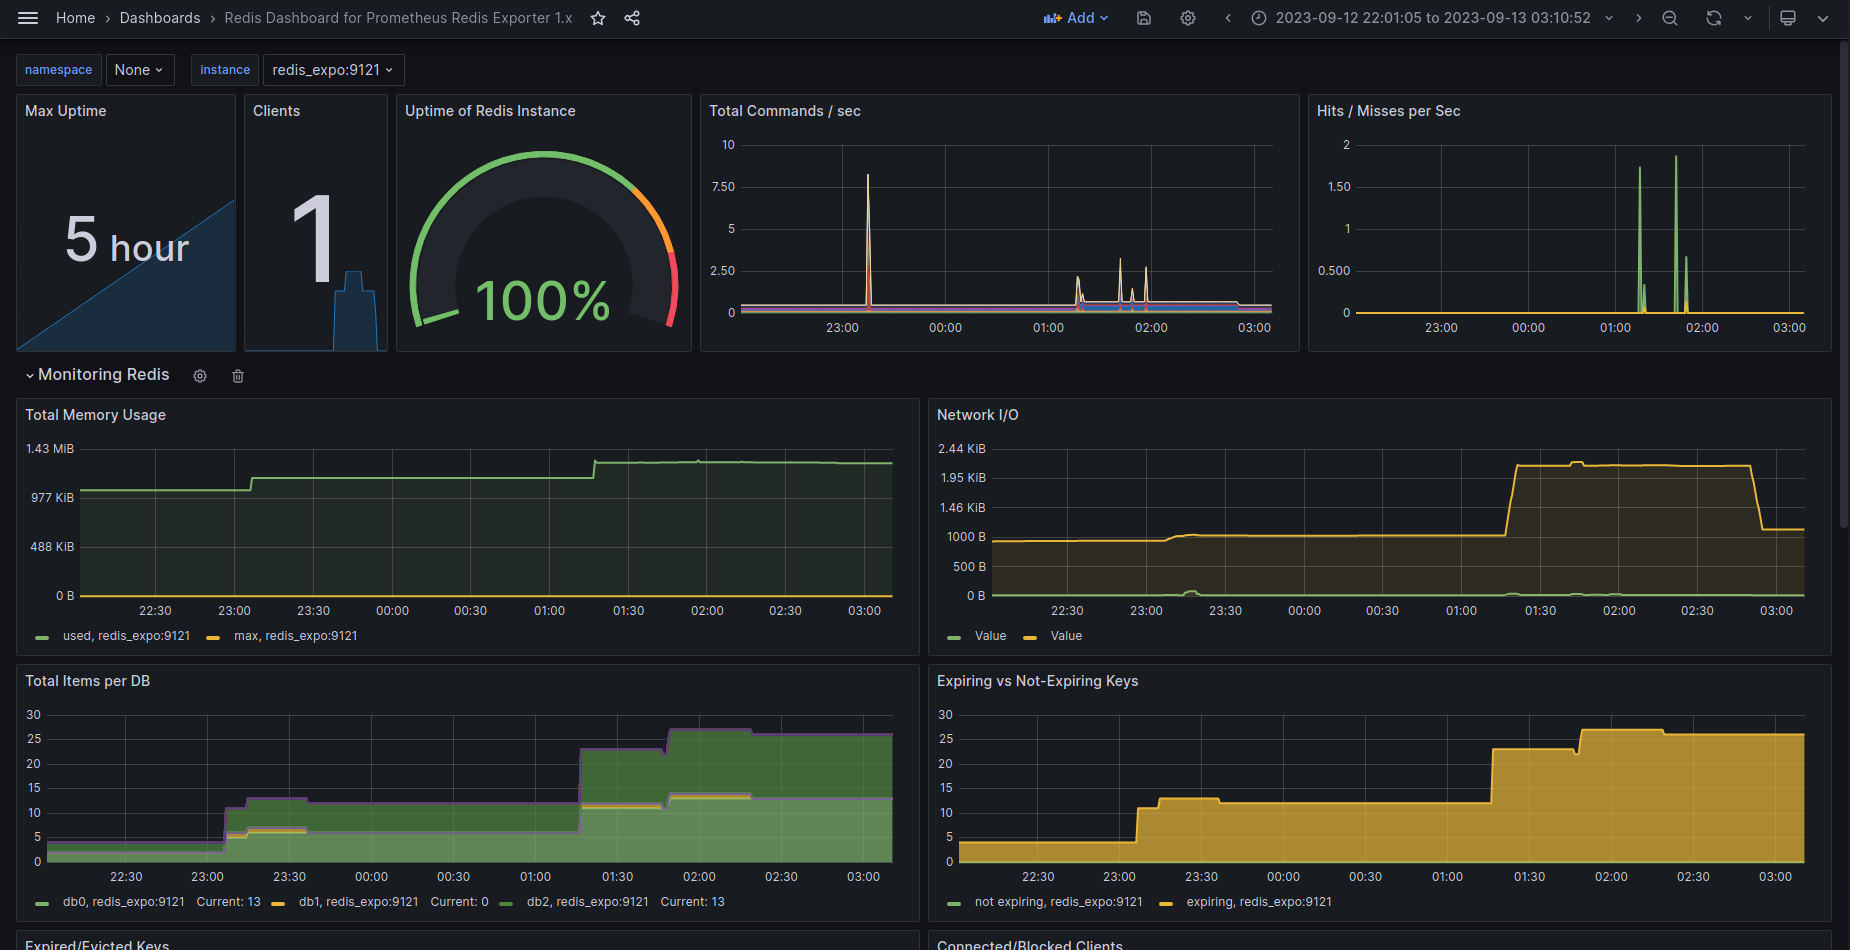 Home › Dashboards › Redis Dashboard for Prometheus Redis Exporter 1.x
Add
2023-09-12 22:01:05 to 2023-09-13 03:10:52
namespace None instance redis_expo:9121
Max Uptime
5 hour
Clients
1
Uptime of Redis Instance
100%
Total Commands / sec
10
7.50
5
2.50
0
23:00 00:00 01:00 02:00 03:00
Hits / Misses per Sec
2
1.50
1
0.500
0
23:00 00:00 01:00 02:00 03:00
Monitoring Redis
Total Memory Usage
1.43 MiB
977 KiB
488 KiB
0 B
22:30 23:00 23:30 00:00 00:30 01:00 01:30 02:00 02:30 03:00
used, redis_expo:9121 max, redis_expo:9121
Network I/O
2.44 KiB
1.95 KiB
1.46 KiB
1000 B
500 B
0 B
22:30 23:00 23:30 00:00 00:30 01:00 01:30 02:00 02:30 03:00
Value Value
Total Items per DB
30
25
20
15
10
5
0
22:30 23:00 23:30 00:00 00:30 01:00 01:30 02:00 02:30 03:00
db0, redis_expo:9121 Current: 13 db1, redis_expo:9121 Current: 0 db2, redis_expo:9121 Current: 13
Expiring vs Not-Expiring Keys
30
25
20
15
10
5
0
22:30 23:00 23:30 00:00 00:30 01:00 01:30 02:00 02:30 03:00
not expiring, redis_expo:9121 expiring, redis_expo:9121
Expired/Evicted Keys
Connected/Blocked Clients